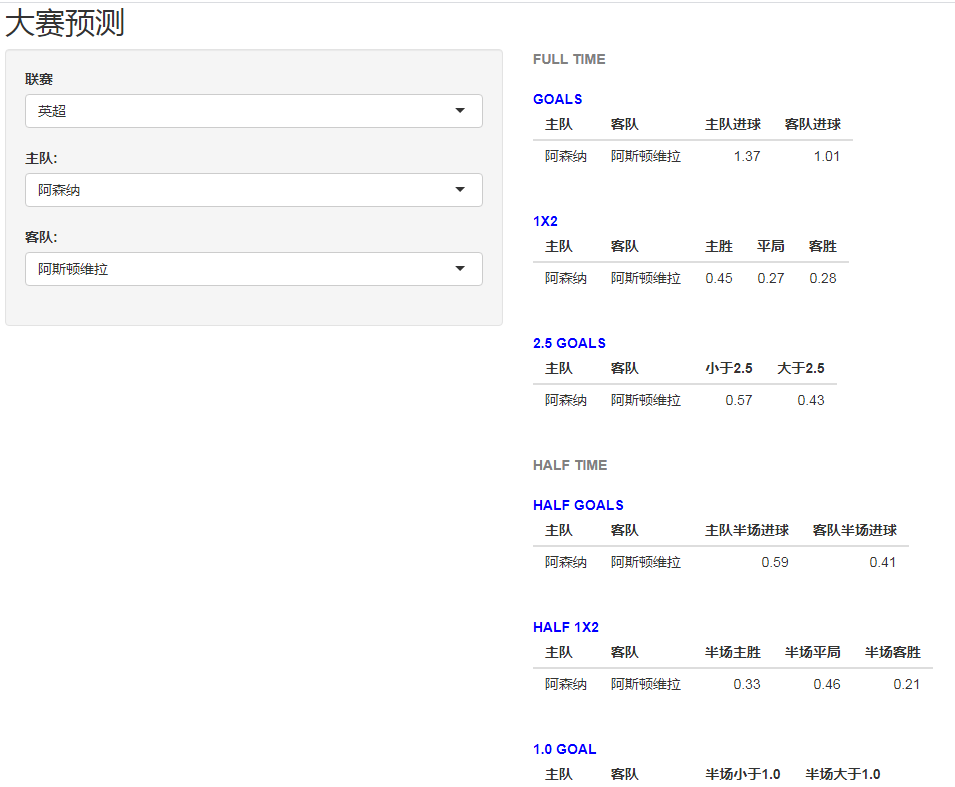 大赛预测
联赛
英超
主队:
阿森纳
客队:
阿斯顿维拉
FULL TIME
GOALS
主队 客队 主队进球 客队进球
阿森纳 阿斯顿维拉 1.37 1.01
1X2
主队 客队 主胜 平局 客胜
阿森纳 阿斯顿维拉 0.45 0.27 0.28
2.5 GOALS
主队 客队 小于2.5 大于2.5
阿森纳 阿斯顿维拉 0.57 0.43
HALF TIME
HALF GOALS
主队 客队 主队半场进球 客队半场进球
阿森纳 阿斯顿维拉 0.59 0.41
HALF 1X2
主队 客队 半场主胜 半场平局 半场客胜
阿森纳 阿斯顿维拉 0.33 0.46 0.21
1.0 GOAL
主队 客队 半场小于1.0 半场大于1.0